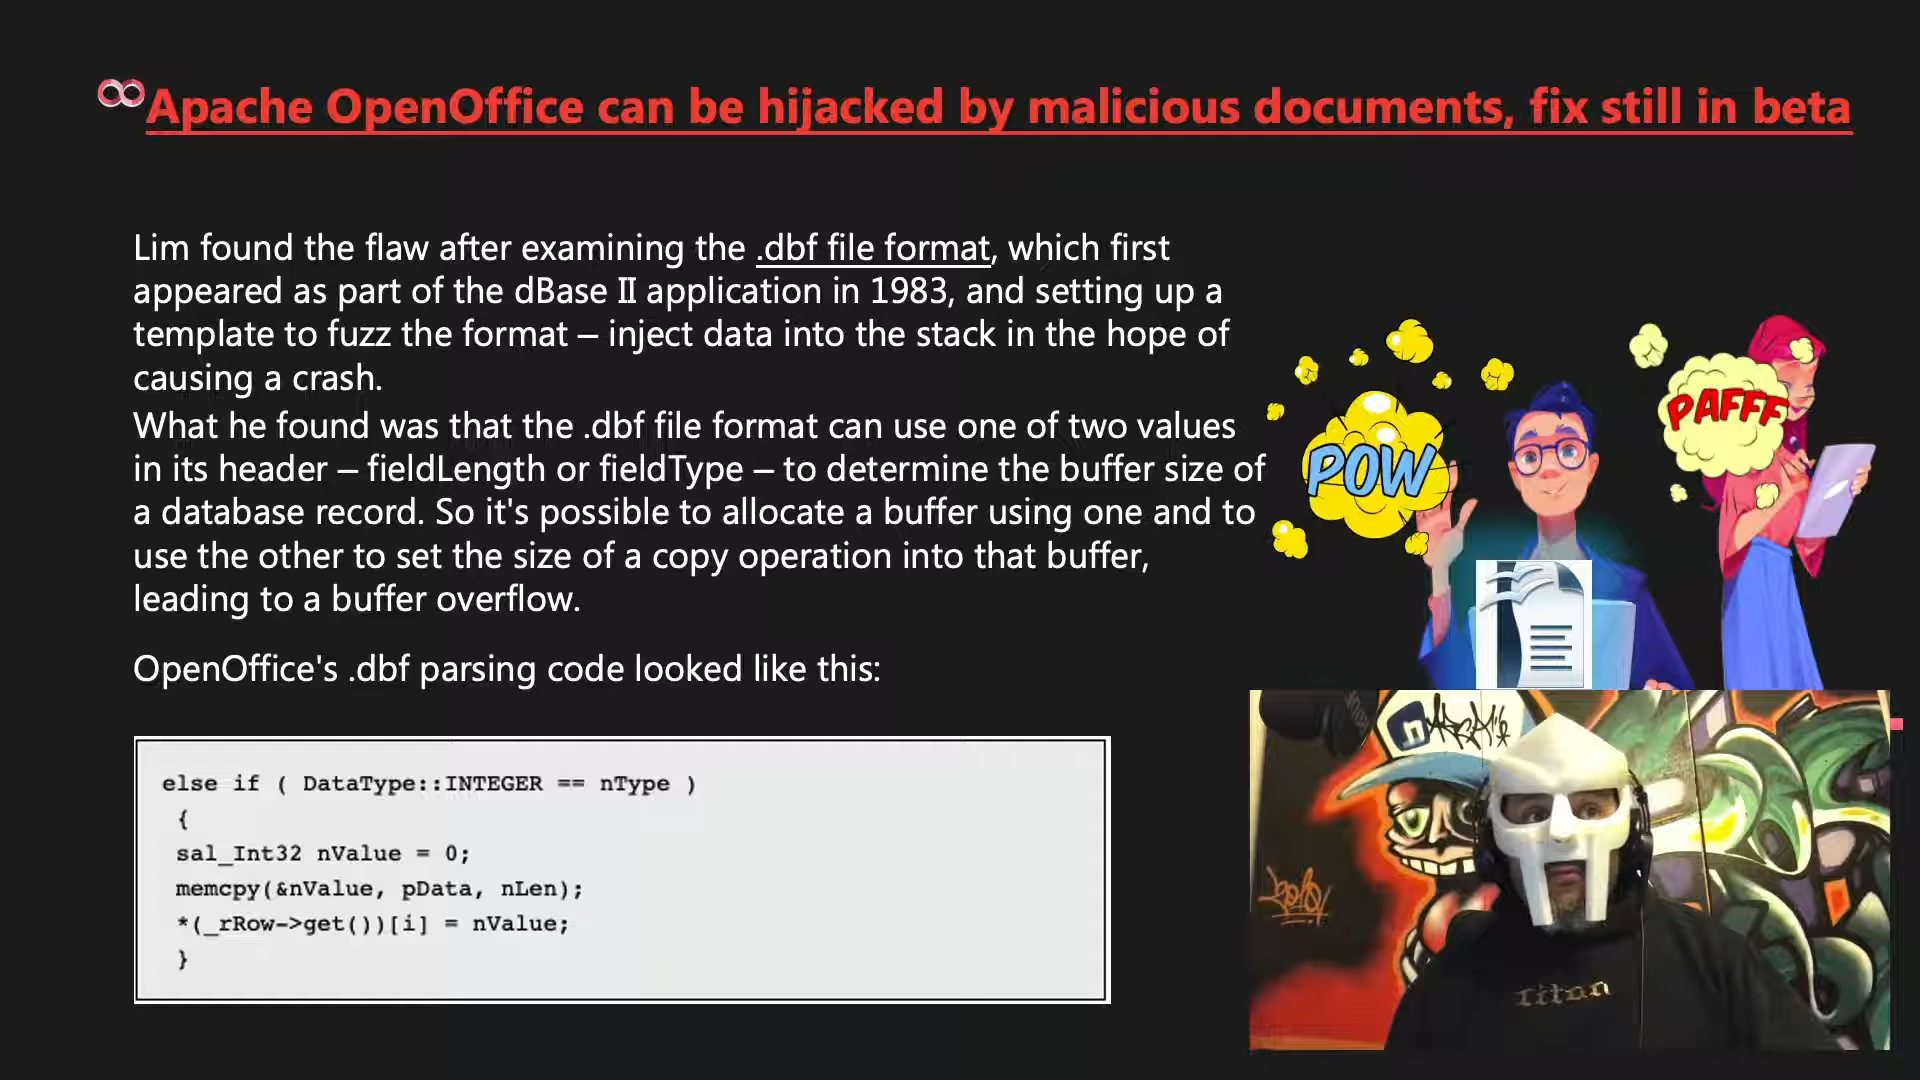 Apache OpenOffice can be hijacked by malicious documents, fix still in beta
Lim found the flaw after examining the .dbf file format, which first
appeared as part of the dBase II application in 1983, and setting up a
template to fuzz the format – inject data into the stack in the hope of
causing a crash.
What he found was that the .dbf file format can use one of two values
in its header – fieldLength or fieldType – to determine the buffer size of
a database record. So it's possible to allocate a buffer using one and to
use the other to set the size of a copy operation into that buffer,
leading to a buffer overflow.
OpenOffice's .dbf parsing code looked like this:
else if ( DataType::INTEGER == nType )
{
sal_Int32 nValue = 0;
memcpy(&nValue, pData, nLen);
*(_rRow->get())[i] = nValue;
}
POW
PAFFF
Titan